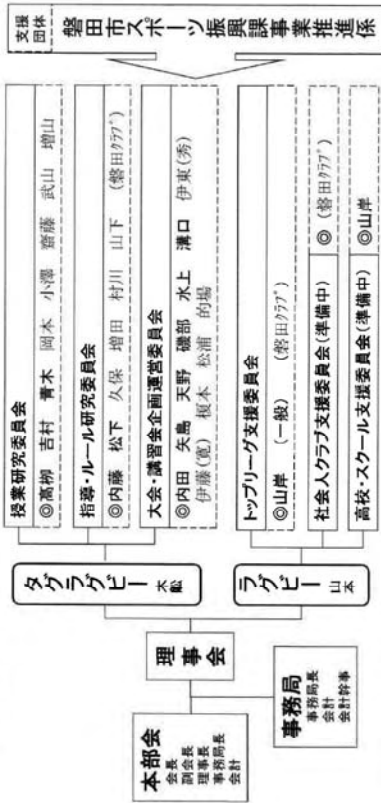 本部会
会長
副会長
理事長
事務局長
会計
理事会
事務局
事務局長
会計
会計幹事
タグラグビー
木船
ラグビー
山本
授業研究委員会
◎高柳 吉村 青木 岡本 小澤 齋藤 武山 増山
指導・ルール研究委員会
◎内藤 松下 久保 増田 村川 山下 (磐田クラブ)
大会・講習会企画運営委員会
◎内田 矢島 天野 磯部 水上 溝口 伊東(秀)
伊藤(寛) 榎本 松浦 的場
トップリーグ支援委員会
◎山岸 (一般) (磐田クラブ)
社会人クラブ支援委員会(準備中)
◎(磐田クラブ)
高校・スクール支援委員会(準備中)
◎山岸
支援団体
磐田市スポーツ振興課事業推進係